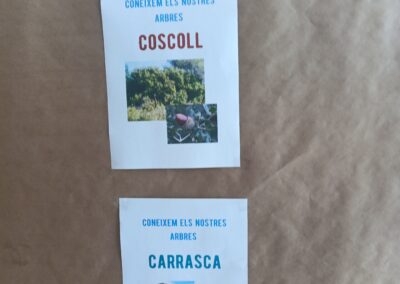 CONEIXEM ELS NOSTRES
ARBRES
COSCOLL
CONEIXEM ELS NOSTRES
ARBRES
CARRASCA